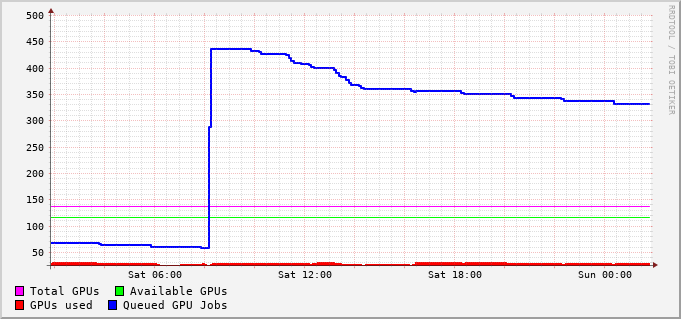 500
450
400
350
300
250
200
150
100
50
Sat 06:00 Sat 12:00 Sat 18:00 Sun 00:00
Total GPUs Available GPUs
GPUs used Queued GPU Jobs
RRDTOOL / TOBI OETIKER